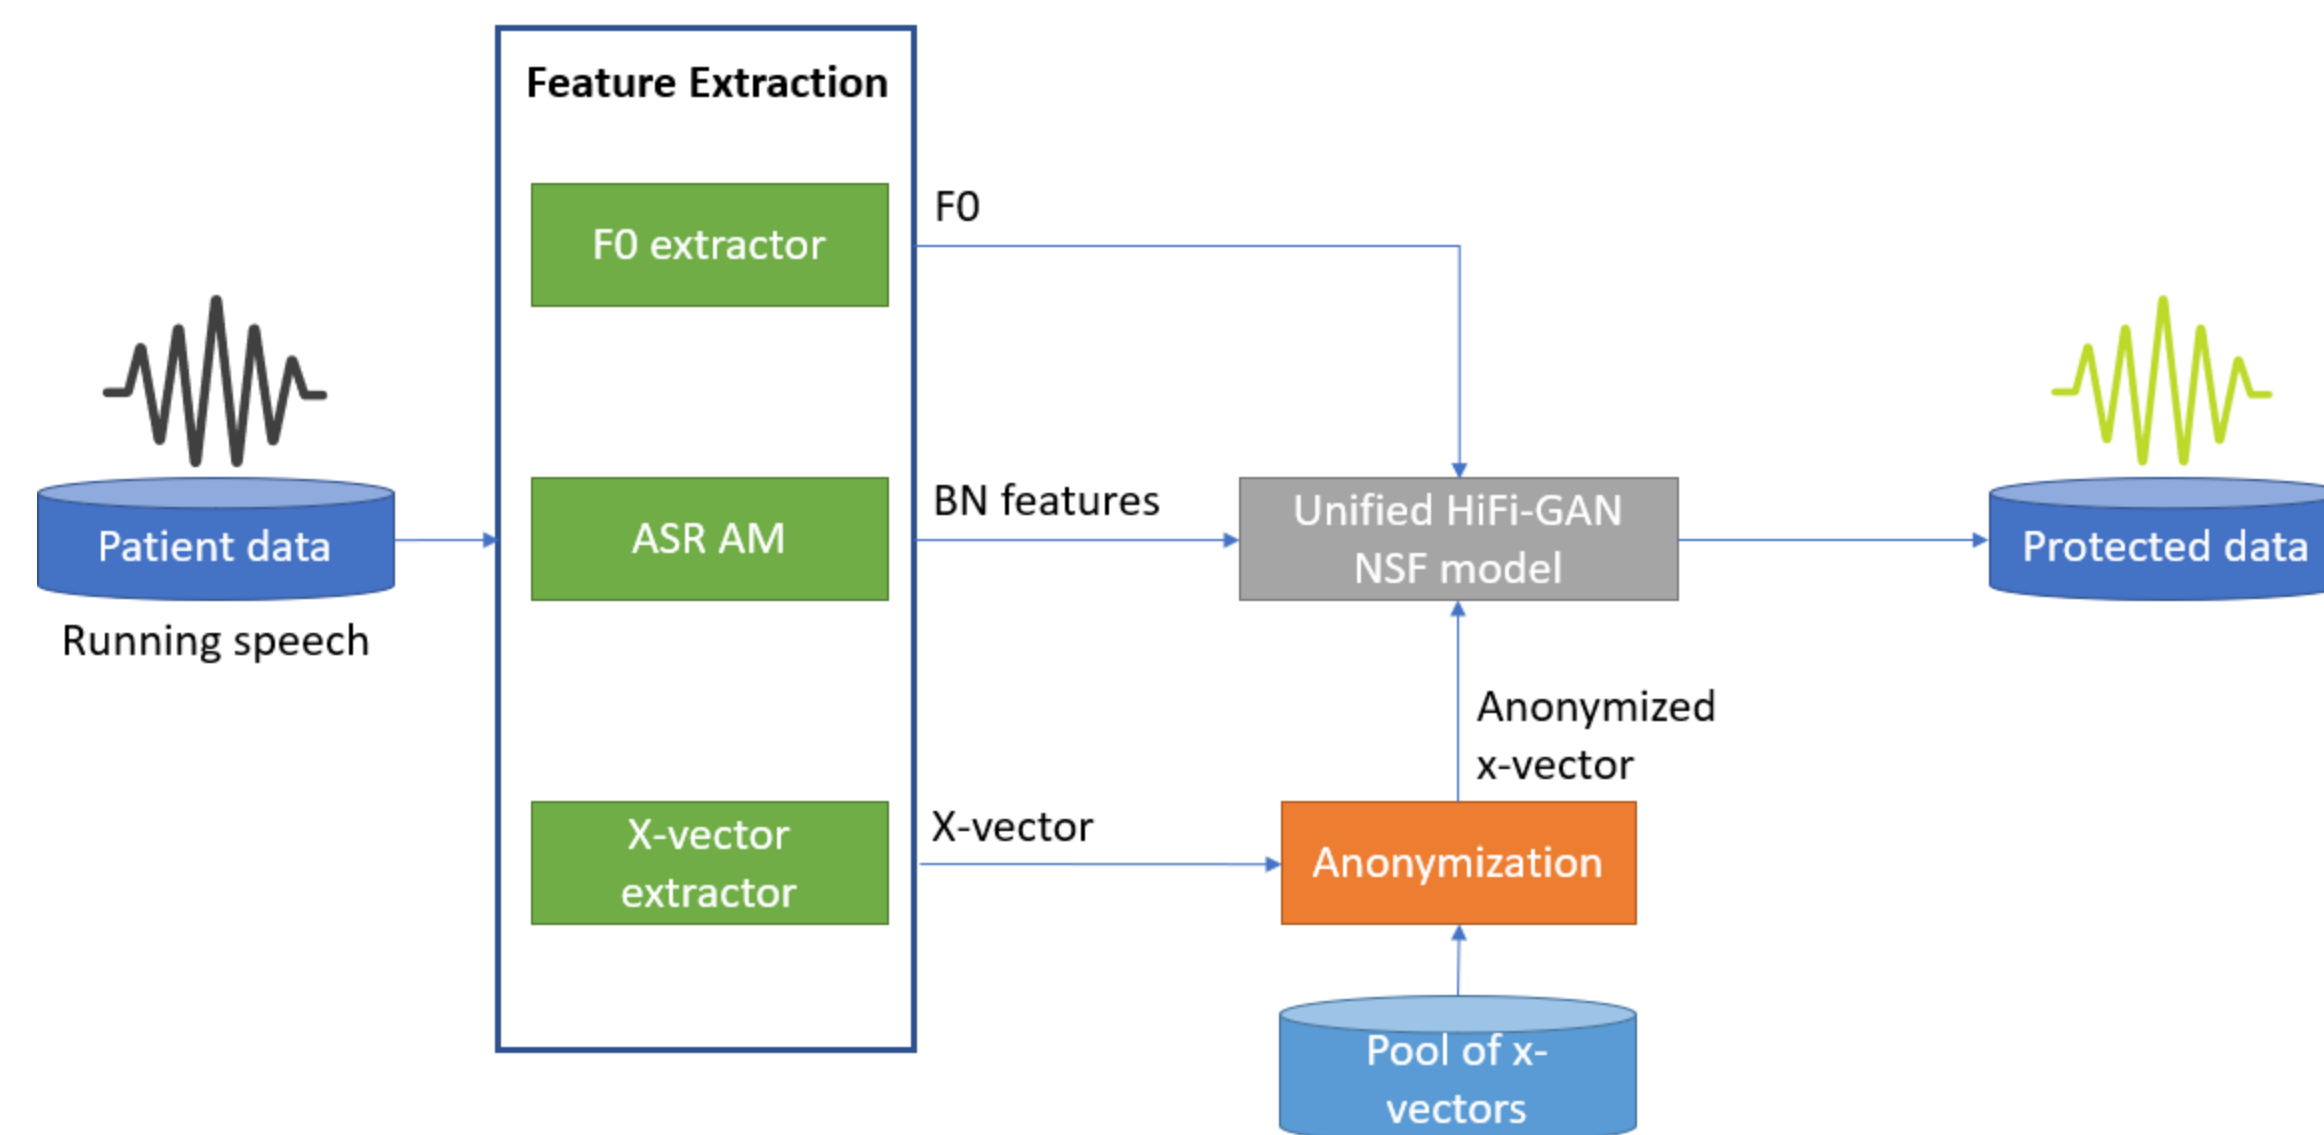 Feature Extraction
F0 extractor
F0
ASR AM
BN features
Unified HiFi-GAN
NSF model
Patient data
Protected data
Running speech
Anonymized
x-vector
X-vector
extractor
X-vector
Anonymization
Pool of x-
vectors